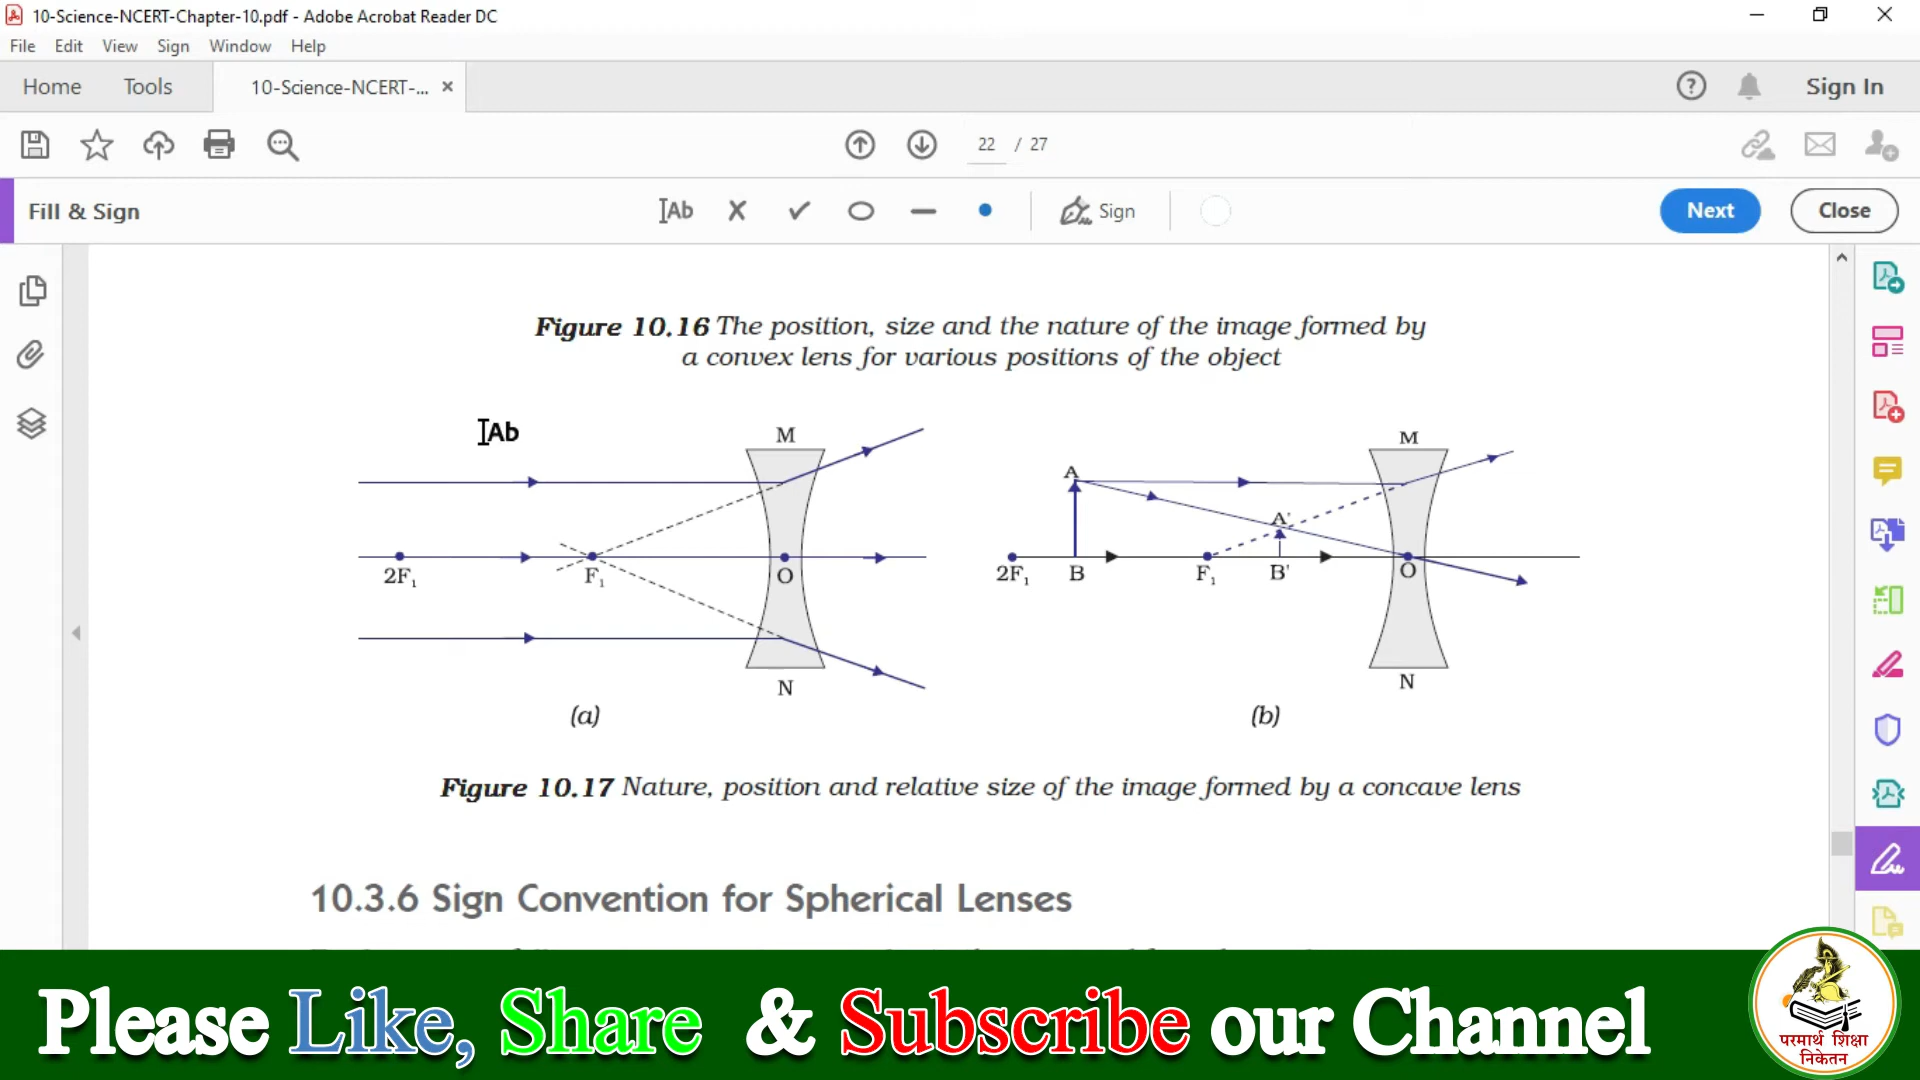 10-Science-NCERT-Chapter-10.pdf - Adobe Acrobat Reader DC
File Edit View Sign Window Help
Home Tools 10-Science-NCERT-... × Sign In
22 / 27
Fill & Sign Ab Sign Next Close
Figure 10.16 The position, size and the nature of the image formed by
a convex lens for various positions of the object
Ab
M
2F₁ F₁ O
N
(a)
M
A
A'
2F₁ B F₁ B' O
N
(b)
Figure 10.17 Nature, position and relative size of the image formed by a concave lens
10.3.6 Sign Convention for Spherical Lenses
Please Like, Share & Subscribe our Channel
परमार्थ शिक्षा
निकेतन